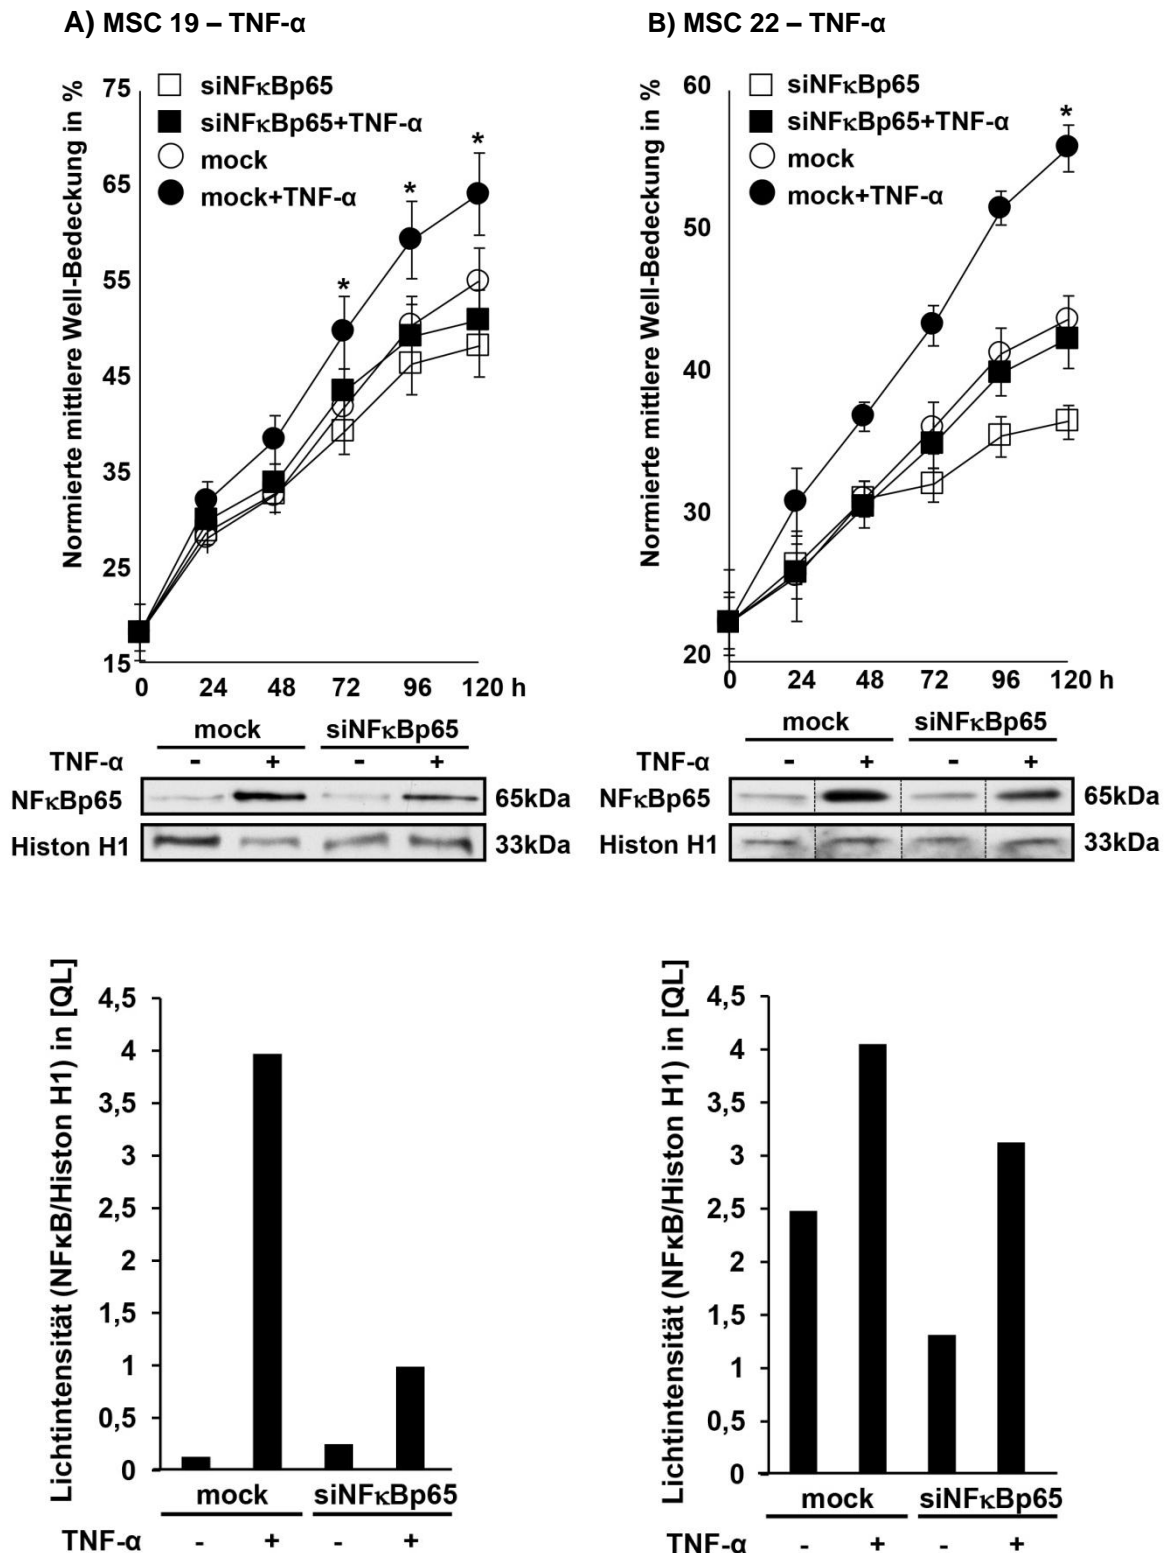 A) MSC 19 – TNF-α
Normierte mittlere Well-Bedeckung in %
75
65
55
45
35
25
15
siNFκBp65
siNFκBp65+TNF-α
mock
mock+TNF-α
*
*
*
0 24 48 72 96 120 h
mock siNFκBp65
TNF-α - + - +
NFκBp65 65kDa
Histon H1 33kDa
Lichtintensität (NFκB/Histon H1) in [QL]
4,5
4
3,5
3
2,5
2
1,5
1
0,5
0
mock siNFκBp65
TNF-α - + - +
B) MSC 22 – TNF-α
Normierte mittlere Well-Bedeckung in %
60
50
40
30
20
siNFκBp65
siNFκBp65+TNF-α
mock
mock+TNF-α
*
0 24 48 72 96 120 h
mock siNFκBp65
TNF-α - + - +
NFκBp65 65kDa
Histon H1 33kDa
Lichtintensität (NFκB/Histon H1) in [QL]
4,5
4
3,5
3
2,5
2
1,5
1
0,5
0
mock siNFκBp65
TNF-α - + - +